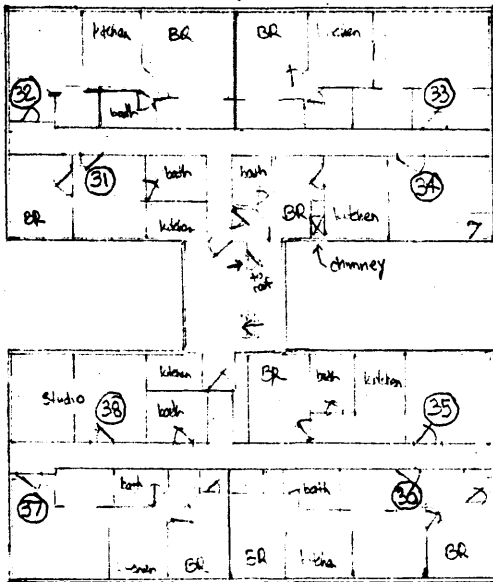 kitchen BR BR
32 bath 33
31 bath bath 34
BR kitchen BR kitchen 7
to roof chimney
kitchen BR bath kitchen
studio 38 bath 35
37 bath bath 36
BR BR kitchen BR